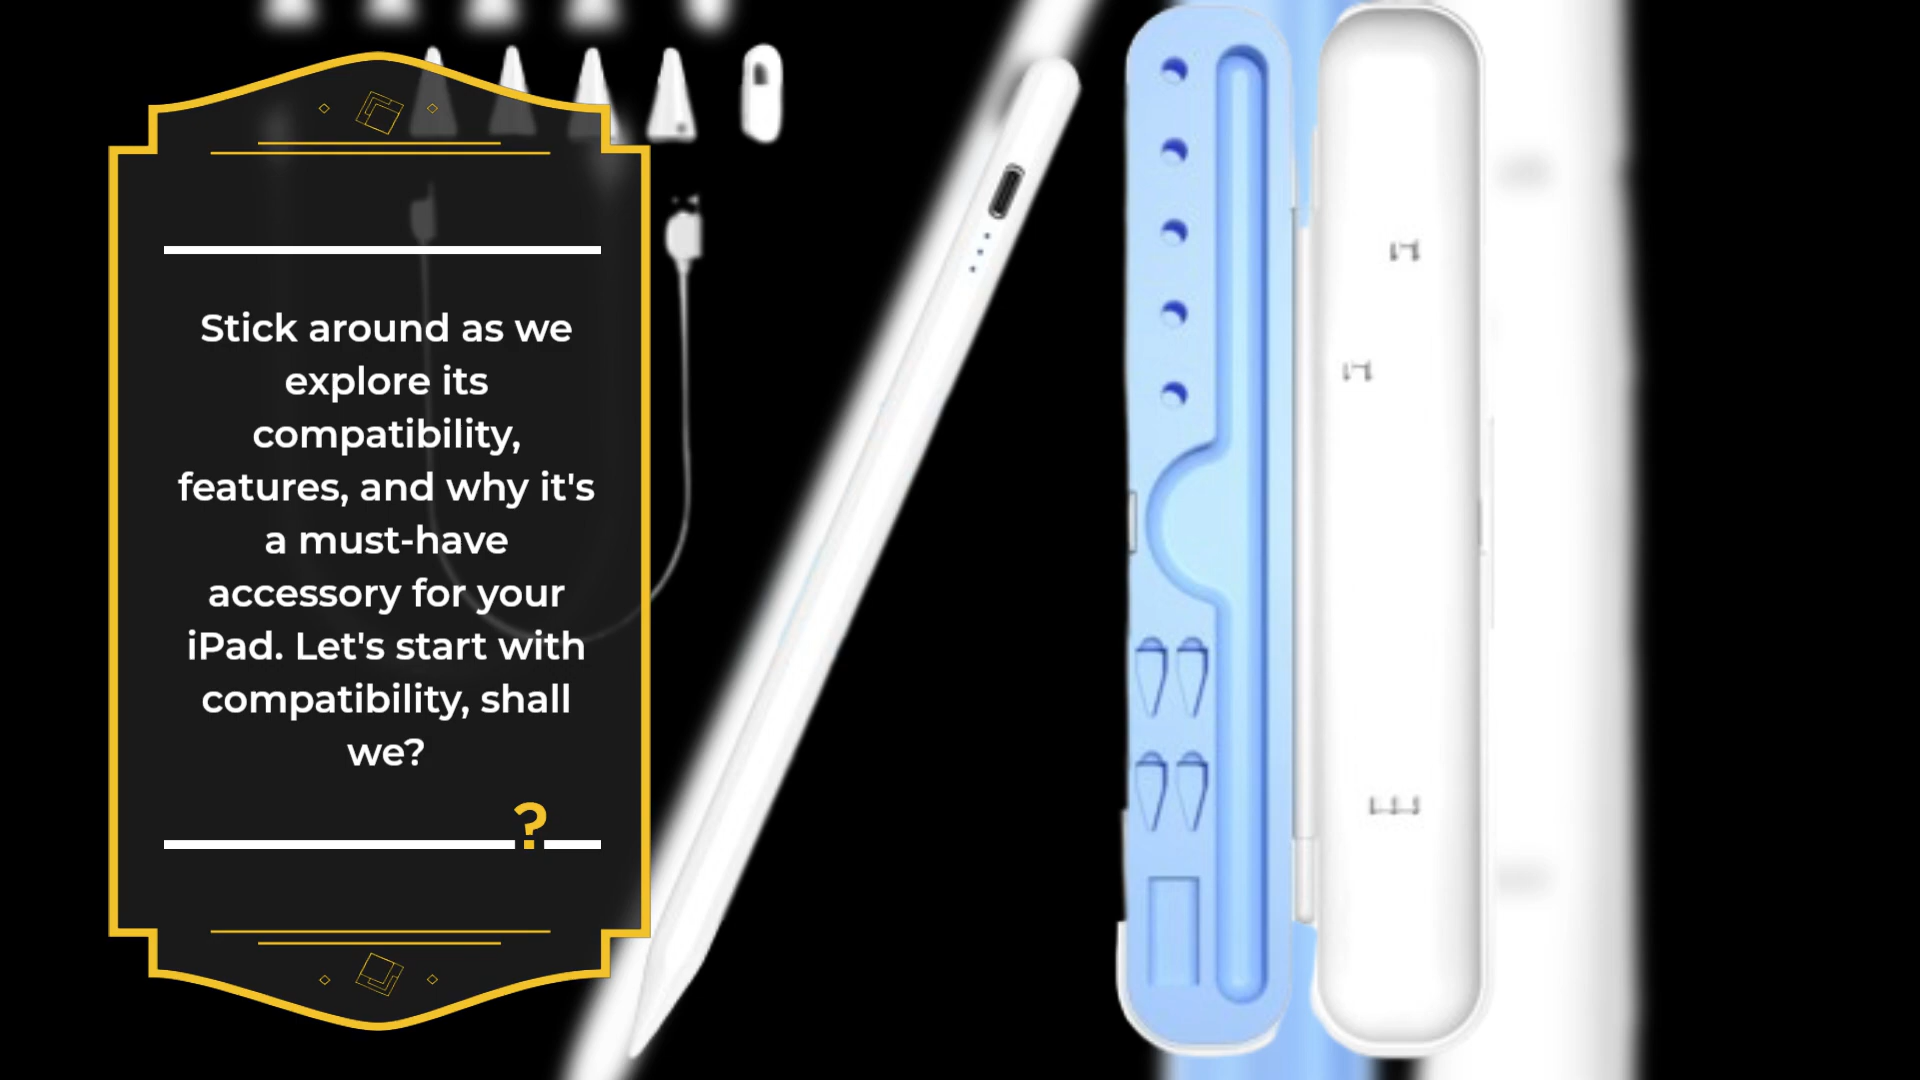 Stick around as we
explore its
compatibility,
features, and why it's
a must-have
accessory for your
iPad. Let's start with
compatibility, shall
we?
?